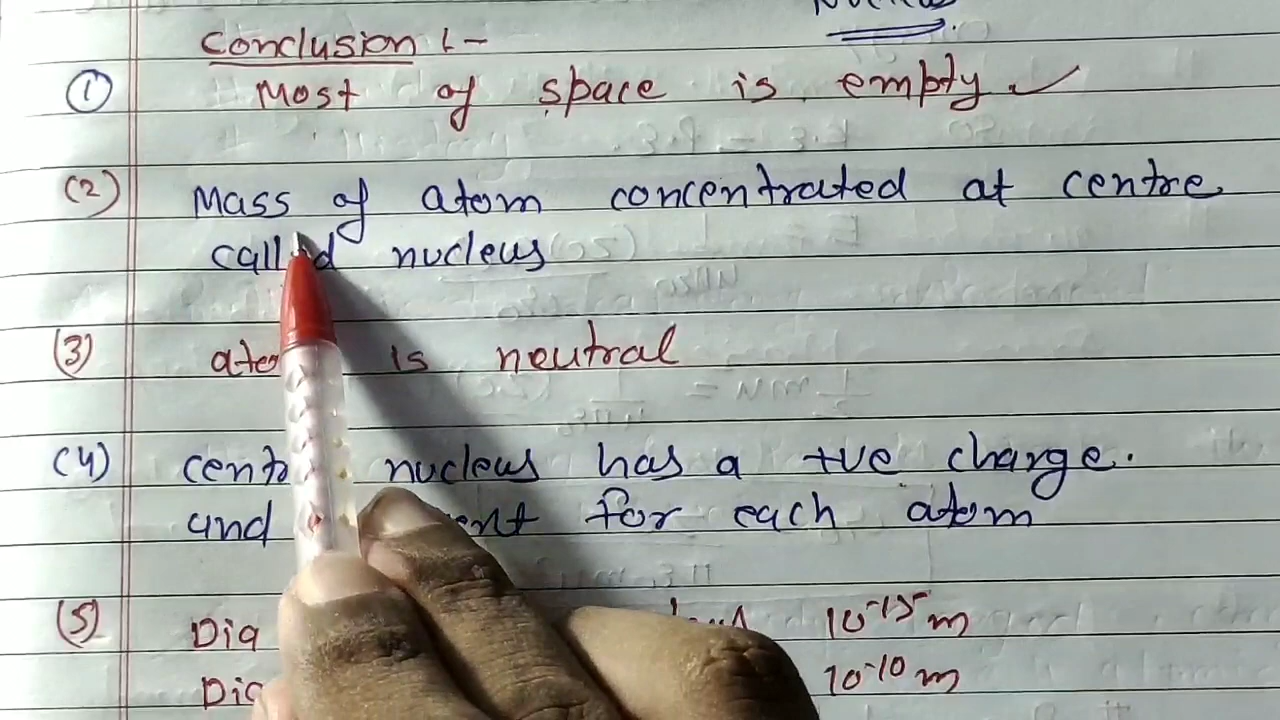 Conclusion :-
(1) Most of space is empty ✓
(2) Mass of atom concentrated at centre
called nucleus
(3) is neutral
(4) nucleus has a +ve charge.
and for each atom
(5) 10⁻¹⁵ m
10⁻¹⁰ m